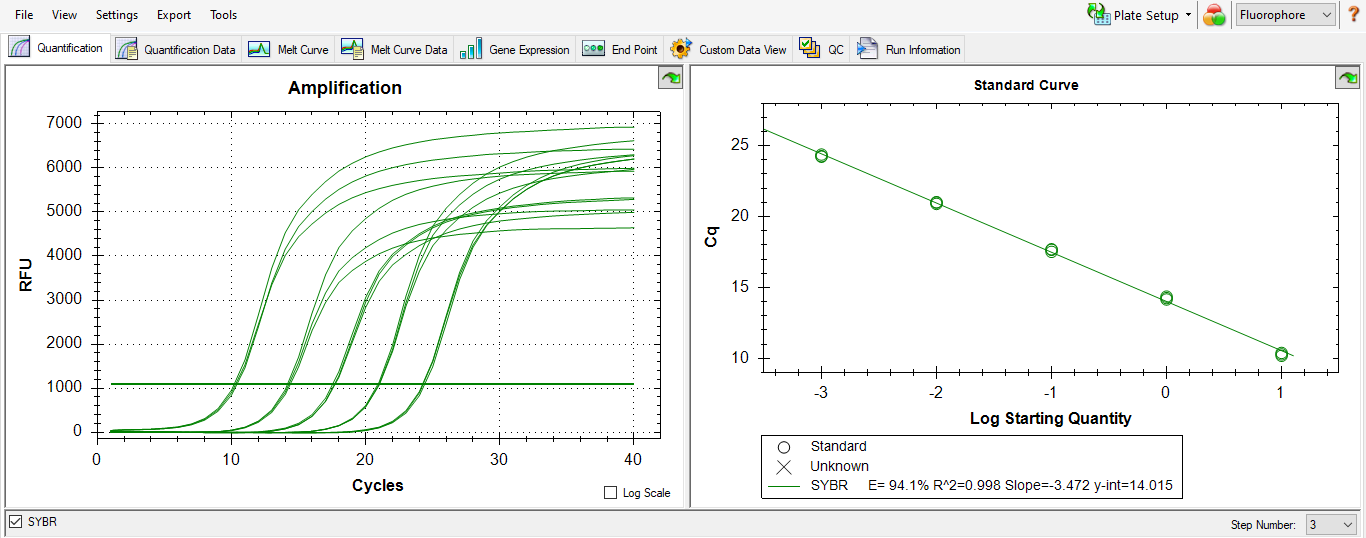 File View Settings Export Tools Plate Setup Fluorophore ?
Quantification Quantification Data Melt Curve Melt Curve Data Gene Expression End Point Custom Data View QC Run Information
Amplification
7000
6000
5000
4000
3000
2000
1000
0
RFU
0 10 20 30 40
Cycles
Log Scale
Standard Curve
25
20
15
10
Cq
-3 -2 -1 0 1
Log Starting Quantity
Standard
Unknown
SYBR E= 94.1% R^2=0.998 Slope=-3.472 y-int=14.015
SYBR
Step Number: 3